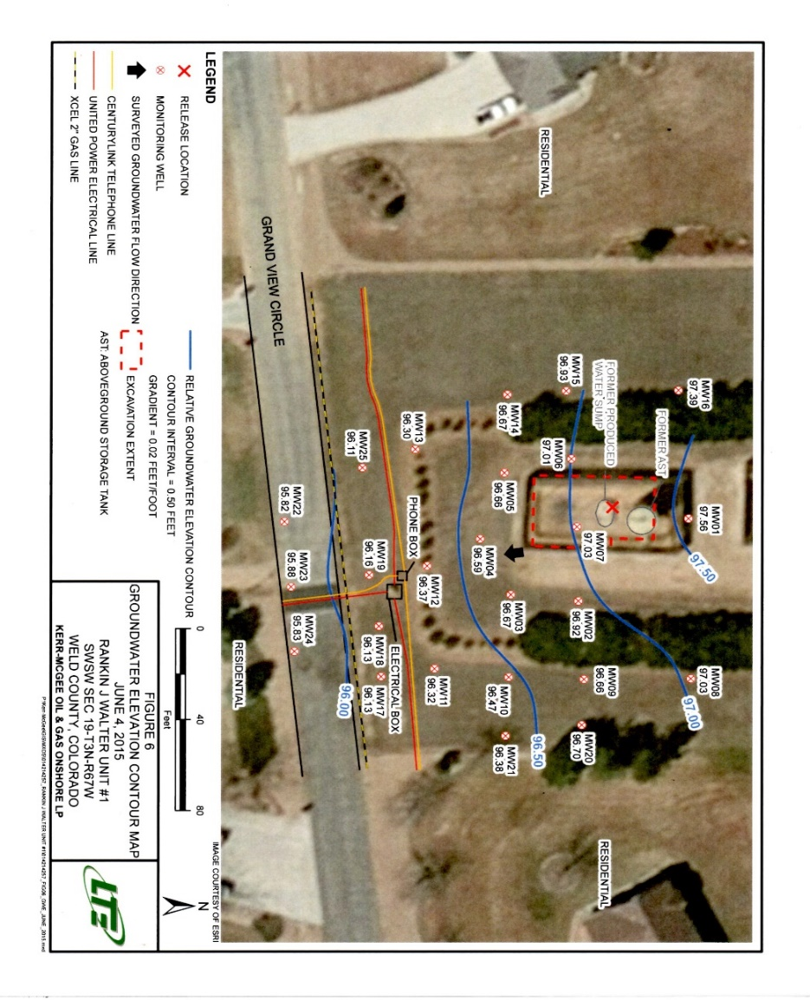 RESIDENTIAL
MW16
97.39
FORMER AST
MW01
97.56
97.50
MW08
97.03
97.00
FORMER PRODUCED
WATER SUMP
MW15
96.93
MW06
97.01
MW07
97.03
MW02
96.92
MW09
96.66
MW20
96.70
RESIDENTIAL
MW14
96.67
MW05
96.66
MW04
96.59
MW03
96.67
MW10
96.47
MW21
96.38
96.50
MW13
96.30
PHONE BOX
MW12
96.37
MW11
96.32
MW25
96.11
MW19
96.16
MW18
96.13
MW17
96.13
ELECTRICAL BOX
96.00
GRAND VIEW CIRCLE
MW22
95.82
MW23
95.88
MW24
95.83
RESIDENTIAL
IMAGE COURTESY OF ESRI
LEGEND
RELEASE LOCATION
MONITORING WELL
SURVEYED GROUNDWATER FLOW DIRECTION
CENTURYLINK TELEPHONE LINE
UNITED POWER ELECTRICAL LINE
XCEL 2" GAS LINE
RELATIVE GROUNDWATER ELEVATION CONTOUR
CONTOUR INTERVAL = 0.50 FEET
GRADIENT = 0.02 FEET/FOOT
EXCAVATION EXTENT
AST: ABOVEGROUND STORAGE TANK
0 40 80
Feet
N
FIGURE 6
GROUNDWATER ELEVATION CONTOUR MAP
JUNE 4, 2015
RANKIN J WALTER UNIT #1
SWSW SEC 19-T3N-R67W
WELD COUNTY, COLORADO
KERR-MCGEE OIL & GAS ONSHORE LP
LTE